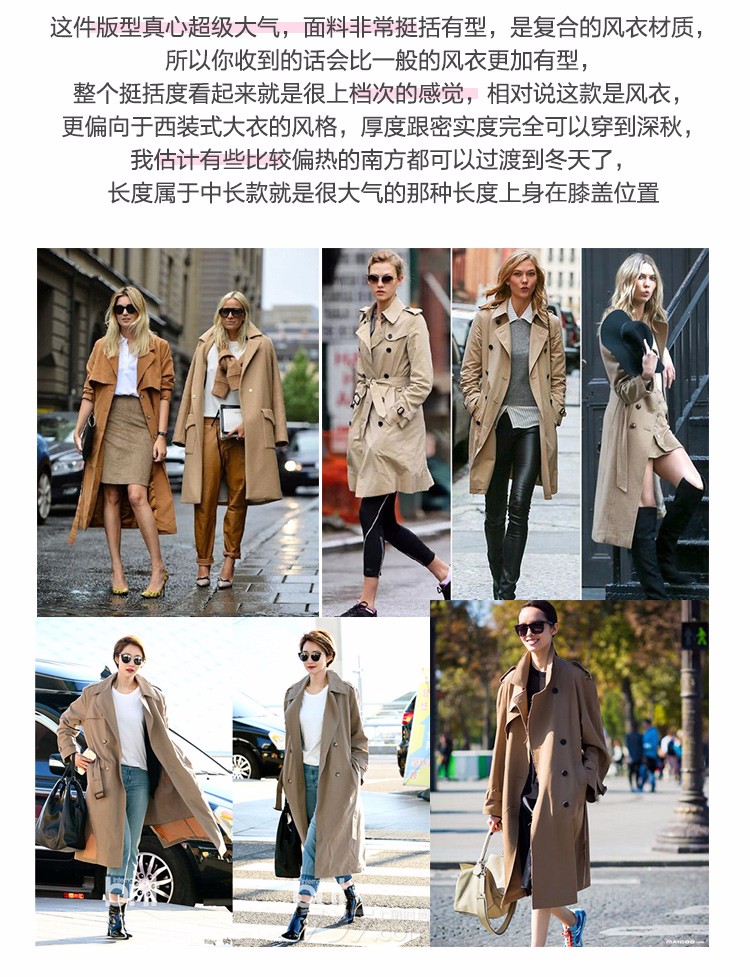 这件版型真心超级大气，面料非常挺括有型，是复合的风衣材质，
所以你收到的话会比一般的风衣更加有型，
整个挺括度看起来就是很上档次的感觉，相对说这款是风衣，
更偏向于西装式大衣的风格，厚度跟密实度完全可以穿到深秋，
我估计有些比较偏热的南方都可以过渡到冬天了，
长度属于中长款就是很大气的那种长度上身在膝盖位置